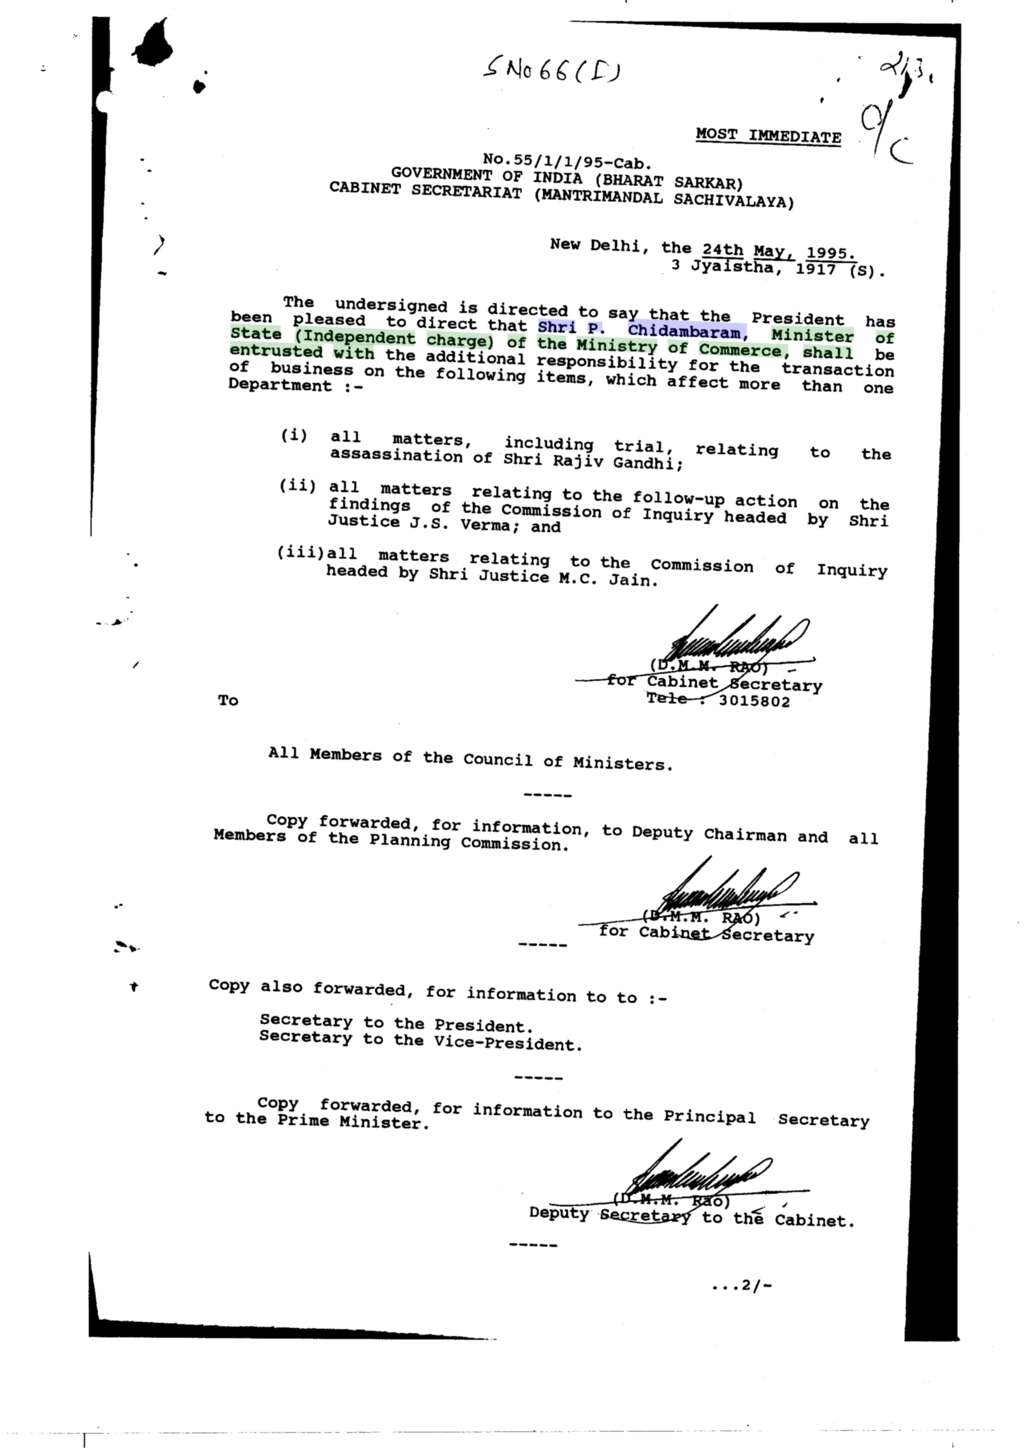 S No 66 (I)
213.
O/C
MOST IMMEDIATE
No.55/1/1/95-Cab.
GOVERNMENT OF INDIA (BHARAT SARKAR)
CABINET SECRETARIAT (MANTRIMANDAL SACHIVALAYA)
New Delhi, the 24th May, 1995.
3 Jyaistha, 1917 (S).
The undersigned is directed to say that the President has
been pleased to direct that Shri P. Chidambaram, Minister of
State (Independent charge) of the Ministry of Commerce, shall be
entrusted with the additional responsibility for the transaction
of business on the following items, which affect more than one
Department :-
(i) all matters, including trial, relating to the
assassination of Shri Rajiv Gandhi;
(ii) all matters relating to the follow-up action on the
findings of the Commission of Inquiry headed by Shri
Justice J.S. Verma; and
(iii)all matters relating to the Commission of Inquiry
headed by Shri Justice M.C. Jain.
(D.M.M. RAO)
for Cabinet Secretary
Tele : 3015802
To
All Members of the Council of Ministers.
-----
Copy forwarded, for information, to Deputy Chairman and all
Members of the Planning Commission.
(D.M.M. RAO)
for Cabinet Secretary
-----
Copy also forwarded, for information to to :-
Secretary to the President.
Secretary to the Vice-President.
-----
Copy forwarded, for information to the Principal Secretary
to the Prime Minister.
(D.M.M. Rao)
Deputy Secretary to the Cabinet.
-----
...2/-